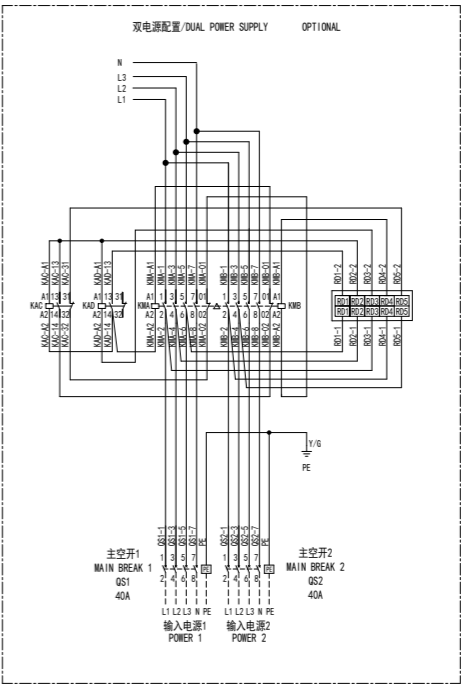 双电源配置/DUAL POWER SUPPLY OPTIONAL
N
L3
L2
L1
KAC-A1 KAC-13 KAC-31 KAD-A1 KAD-13 KMA-A1 KMA-1 KMA-3 KMA-5 KMA-7 KMA-01 KMB-1 KMB-3 KMB-5 KMB-7 KMB-01 KMB-A1 RD1-2 RD2-2 RD3-2 RD4-2 RD5-2
A1 13 31 A1 13 31 A1 1 3 5 7 01 1 3 5 7 01 A1
KAC KAD KMA KMB
RD1 RD2 RD3 RD4 RD5
RD1 RD2 RD3 RD4 RD5
A2 14 32 A2 14 32 A2 2 4 6 8 02 2 4 6 8 02 A2
KAC-A2 KAC-14 KAC-32 KAD-A2 KAD-14 KMA-A2 KMA-2 KMA-4 KMA-6 KMA-8 KMA-02 KMB-2 KMB-4 KMB-6 KMB-8 KMB-02 KMB-A2 RD1-1 RD2-1 RD3-1 RD4-1 RD5-1
Y/G
PE
QS1-1 QS1-3 QS1-5 QS1-7 PE QS2-1 QS2-3 QS2-5 QS2-7 PE
主空开1
MAIN BREAK 1
QS1
40A
1 3 5 7 PE
2 4 6 8
1 3 5 7 PE
2 4 6 8
主空开2
MAIN BREAK 2
QS2
40A
L1 L2 L3 N PE
L1 L2 L3 N PE
输入电源1
POWER 1
输入电源2
POWER 2